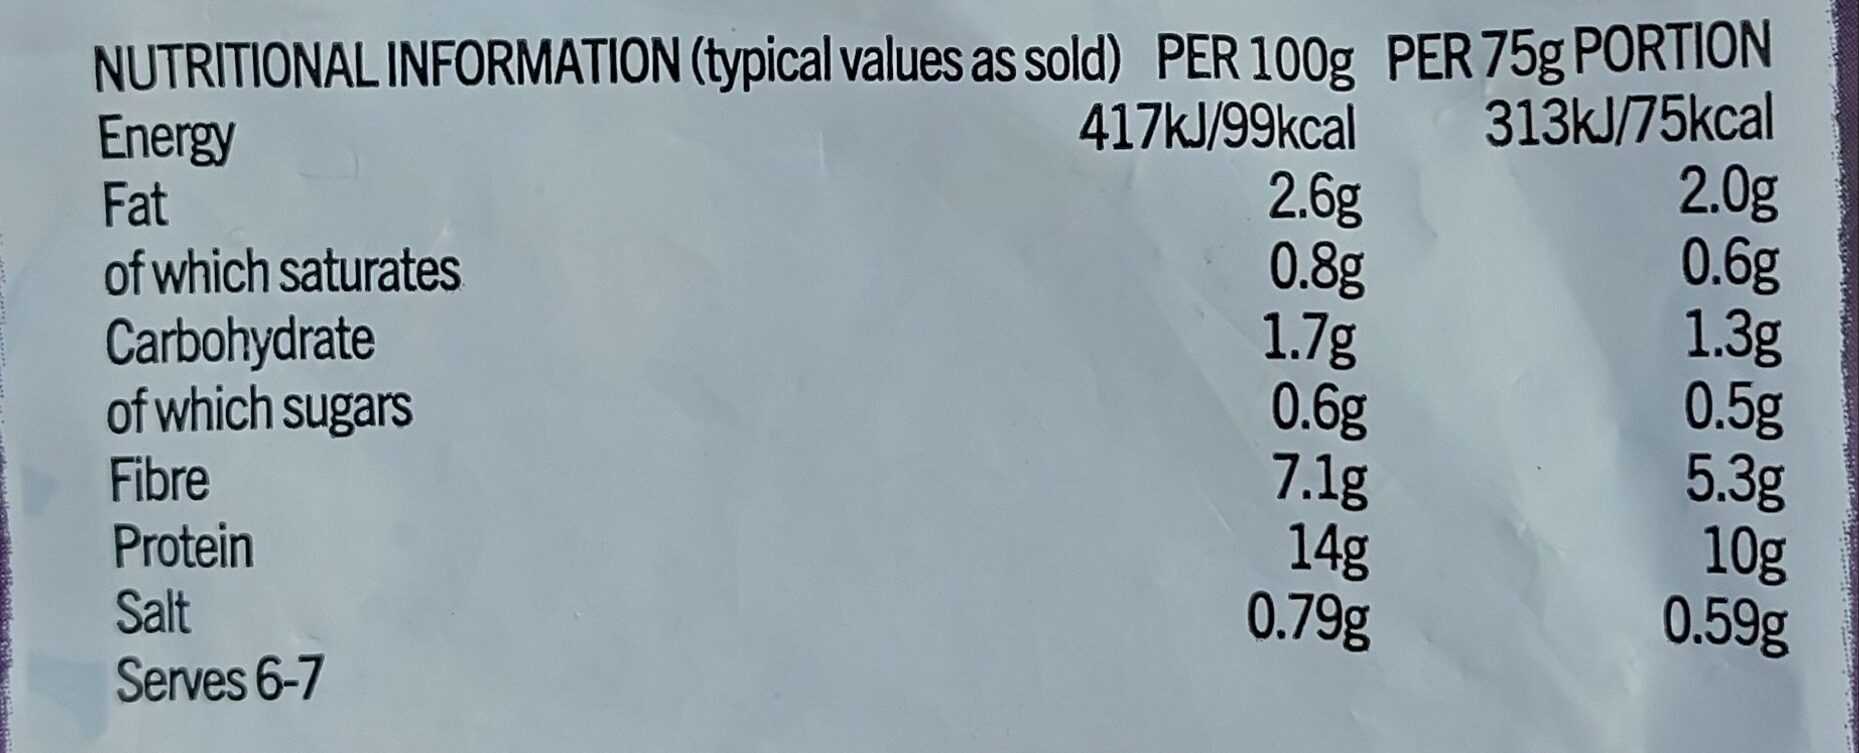 NUTRITIONAL INFORMATION (typical values as sold) PER 100g PER 75g PORTION
Energy 417kJ/99kcal 313kJ/75kcal
Fat 2.6g 2.0g
of which saturates 0.8g 0.6g
Carbohydrate 1.7g 1.3g
of which sugars 0.6g 0.5g
Fibre 7.1g 5.3g
Protein 14g 10g
Salt 0.79g 0.59g
Serves 6-7